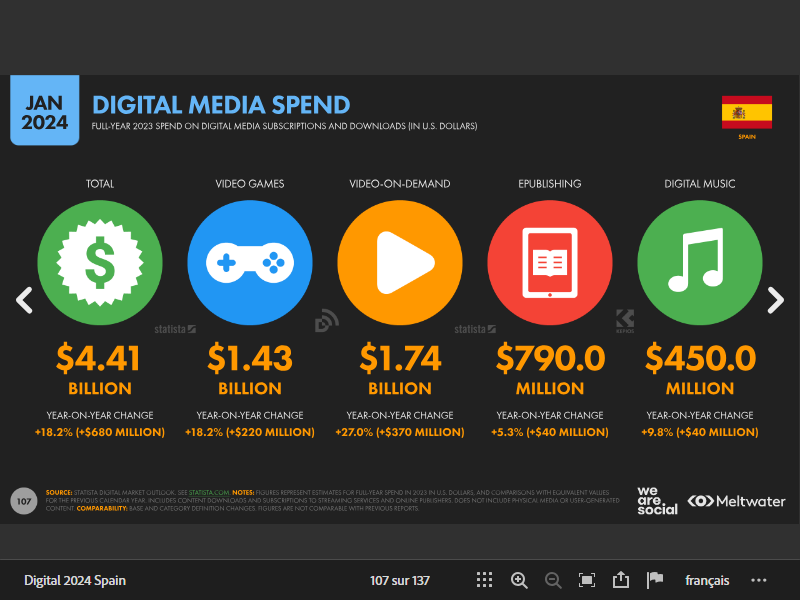 JAN
2024
DIGITAL MEDIA SPEND
FULL-YEAR 2023 SPEND ON DIGITAL MEDIA SUBSCRIPTIONS AND DOWNLOADS (IN U.S. DOLLARS)
SPAIN
TOTAL
VIDEO GAMES
VIDEO-ON-DEMAND
EPUBLISHING
DIGITAL MUSIC
$
statista
statista
KEPIOS
$4.41
BILLION
$1.43
BILLION
$1.74
BILLION
$790.0
MILLION
$450.0
MILLION
YEAR-ON-YEAR CHANGE
+18.2% (+$680 MILLION)
YEAR-ON-YEAR CHANGE
+18.2% (+$220 MILLION)
YEAR-ON-YEAR CHANGE
+27.0% (+$370 MILLION)
YEAR-ON-YEAR CHANGE
+5.3% (+$40 MILLION)
YEAR-ON-YEAR CHANGE
+9.8% (+$40 MILLION)
107
SOURCE: STATISTA DIGITAL MARKET OUTLOOK. SEE STATISTA.COM. NOTES: FIGURES REPRESENT ESTIMATES FOR FULL-YEAR SPEND IN 2023 IN U.S. DOLLARS, AND COMPARISONS WITH EQUIVALENT VALUES
FOR THE PREVIOUS CALENDAR YEAR. INCLUDES CONTENT DOWNLOADS AND SUBSCRIPTIONS TO STREAMING SERVICES AND ONLINE PUBLISHERS. DOES NOT INCLUDE PHYSICAL MEDIA OR USER-GENERATED
CONTENT. COMPARABILITY: BASE AND CATEGORY DEFINITION CHANGES. FIGURES ARE NOT COMPARABLE WITH PREVIOUS REPORTS.
we
are
social
Meltwater
Digital 2024 Spain
107 sur 137
français